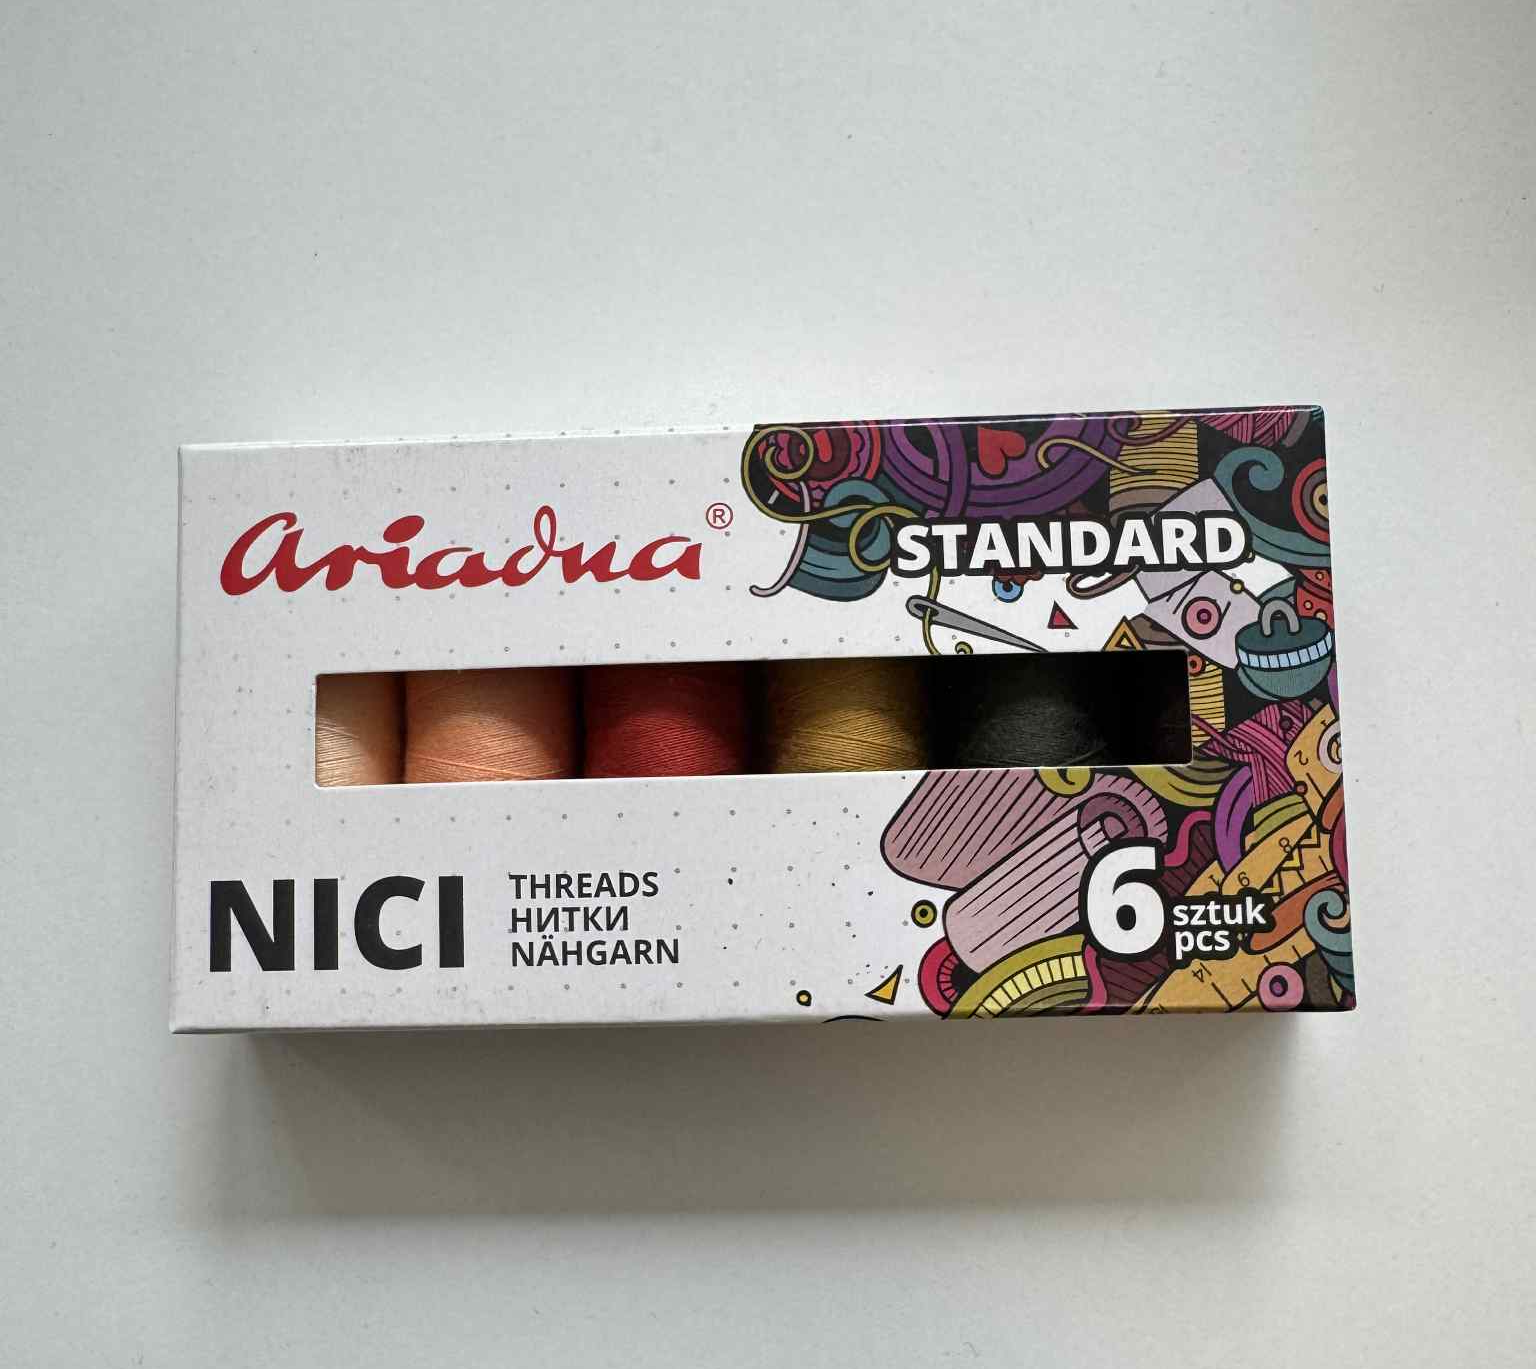 ariadna®
STANDARD
NICI
THREADS
НИТКИ
NÄHGARN
6 sztuk
pcs